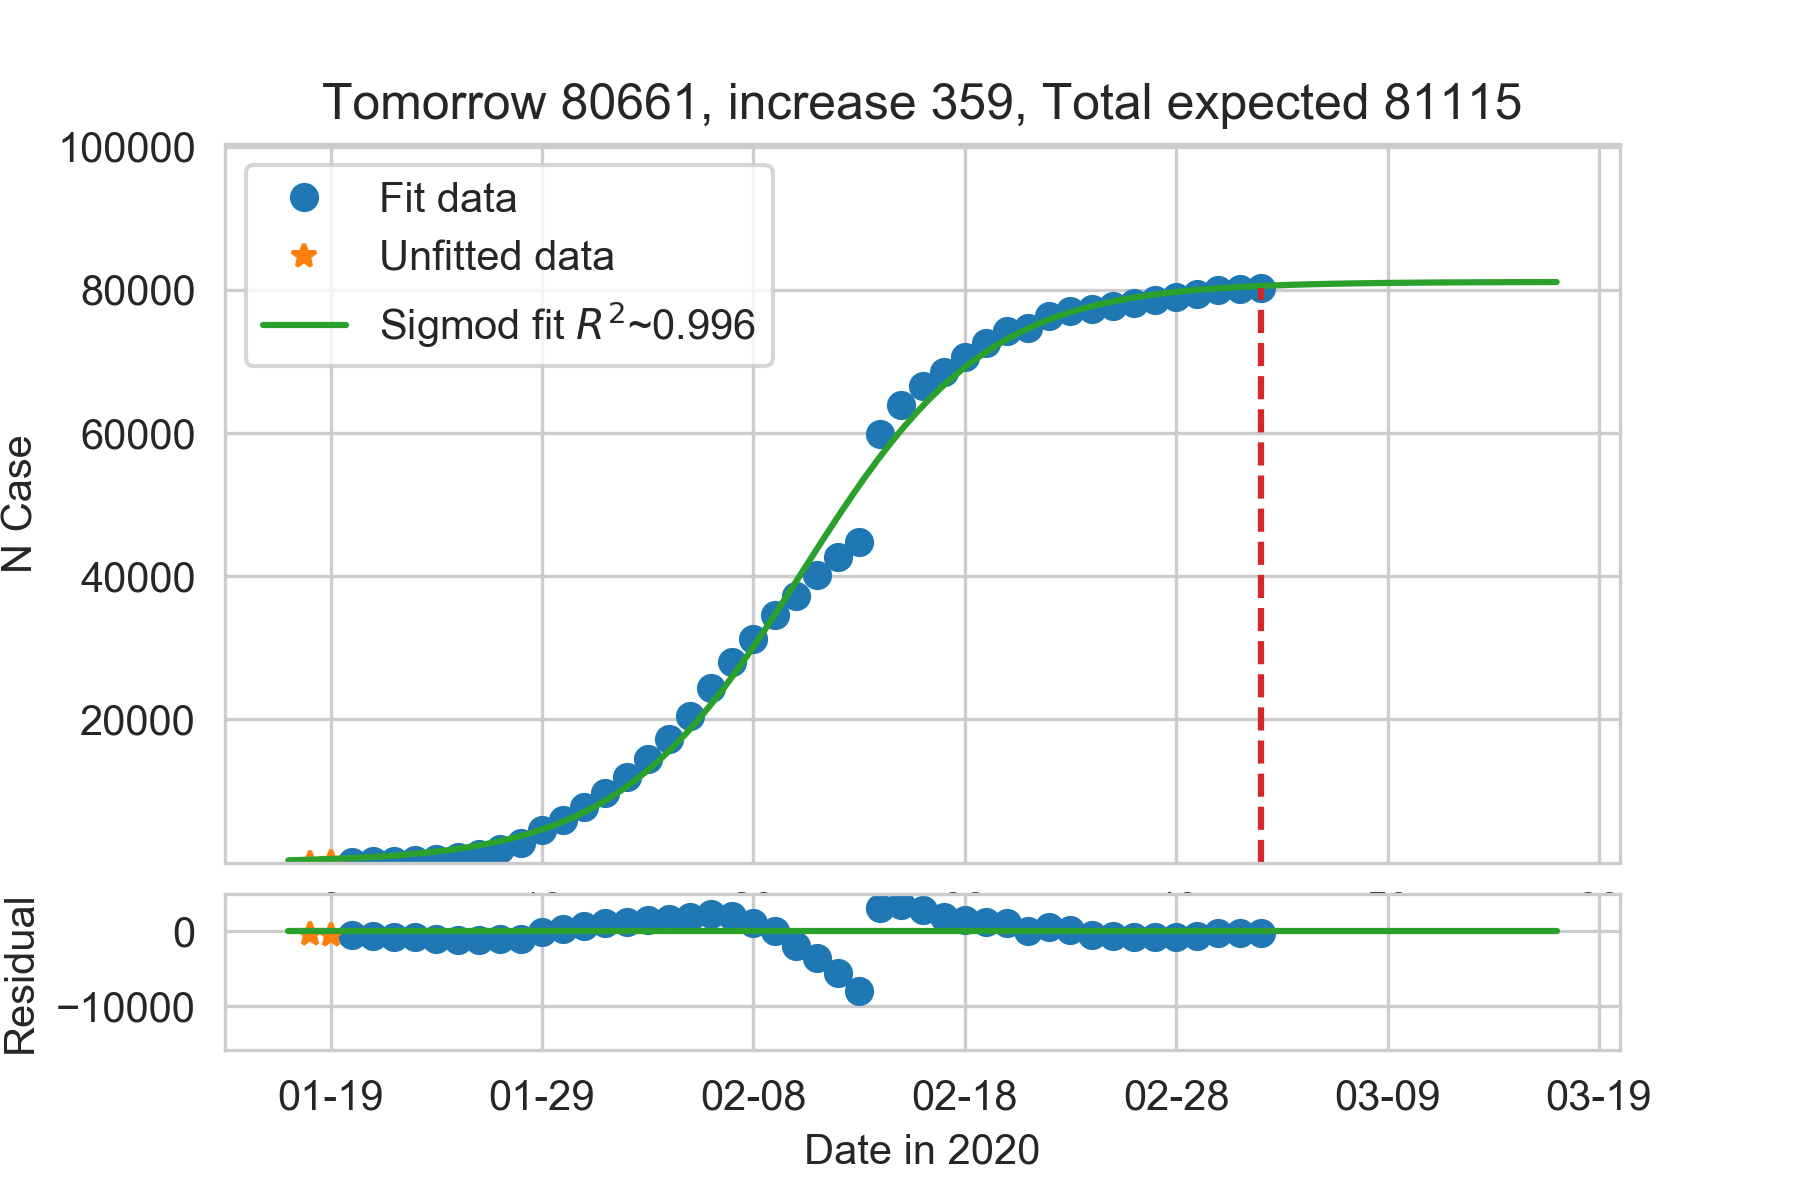 Tomorrow 80661, increase 359, Total expected 81115
100000
80000
60000
40000
20000
N Case
Fit data
Unfitted data
Sigmod fit R²~0.996
Residual
0
−10000
01-19 01-29 02-08 02-18 02-28 03-09 03-19
Date in 2020